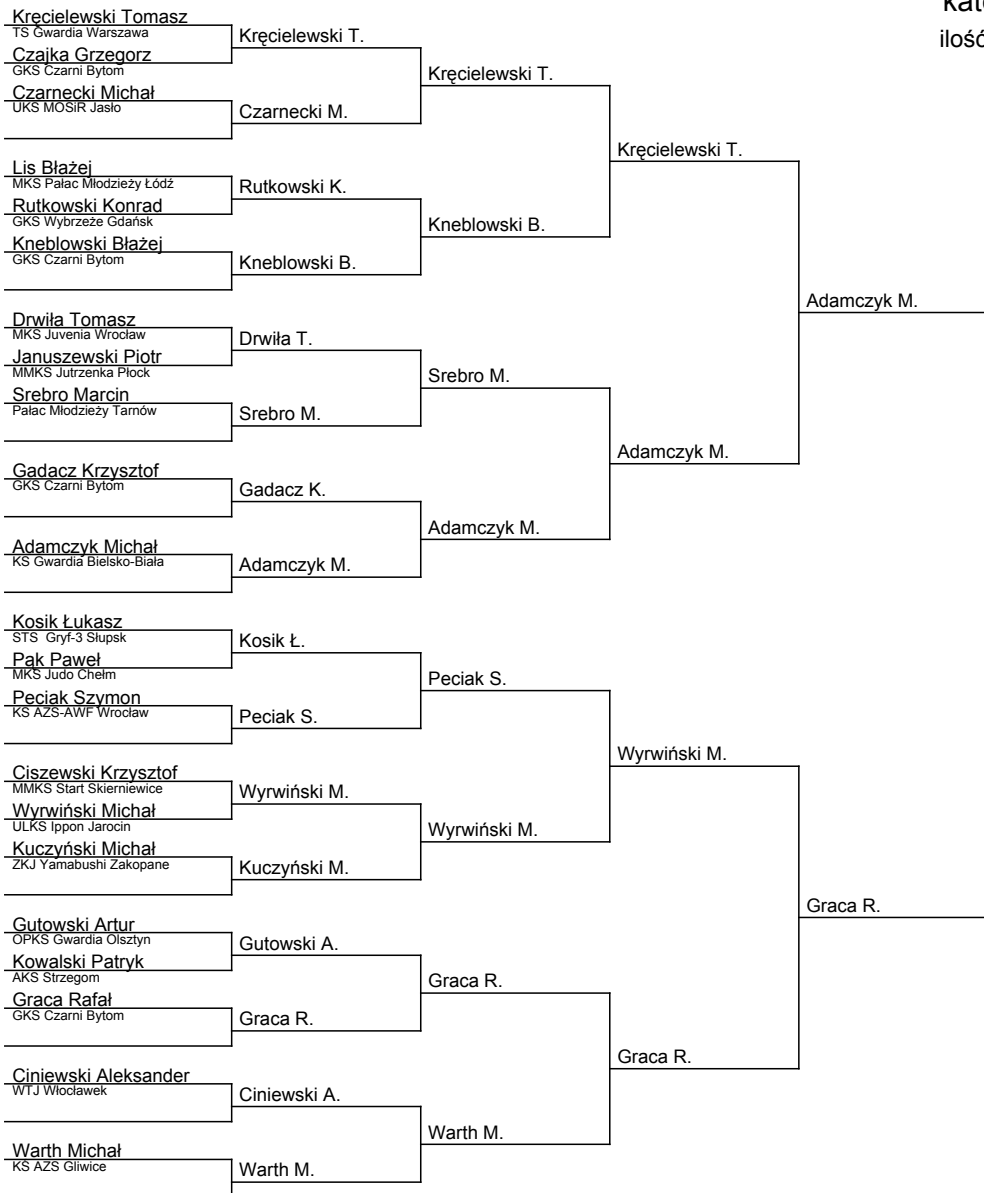 kate
ilość
Kręcielewski Tomasz
TS Gwardia Warszawa
Kręcielewski T.
Czajka Grzegorz
GKS Czarni Bytom
Kręcielewski T.
Czarnecki Michał
UKS MOSiR Jasło
Czarnecki M.
Kręcielewski T.
Lis Błażej
MKS Pałac Młodzieży Łódź
Rutkowski K.
Rutkowski Konrad
GKS Wybrzeże Gdańsk
Kneblowski B.
Kneblowski Błażej
GKS Czarni Bytom
Kneblowski B.
Adamczyk M.
Drwiła Tomasz
MKS Juvenia Wrocław
Drwiła T.
Januszewski Piotr
MMKS Jutrzenka Płock
Srebro M.
Srebro Marcin
Pałac Młodzieży Tarnów
Srebro M.
Adamczyk M.
Gadacz Krzysztof
GKS Czarni Bytom
Gadacz K.
Adamczyk M.
Adamczyk Michał
KS Gwardia Bielsko-Biała
Adamczyk M.
Kosik Łukasz
STS Gryf-3 Słupsk
Kosik Ł.
Pąk Paweł
MKS Judo Chełm
Peciak S.
Peciak Szymon
KS AZS-AWF Wrocław
Peciak S.
Wyrwiński M.
Ciszewski Krzysztof
MMKS Start Skierniewice
Wyrwiński M.
Wyrwiński Michał
ULKS Ippon Jarocin
Wyrwiński M.
Kuczyński Michał
ZKJ Yamabushi Zakopane
Kuczyński M.
Graca R.
Gutowski Artur
OPKS Gwardia Olsztyn
Gutowski A.
Kowalski Patryk
AKS Strzegom
Graca R.
Graca Rafał
GKS Czarni Bytom
Graca R.
Graca R.
Ciniewski Aleksander
WTJ Włocławek
Ciniewski A.
Warth M.
Warth Michał
KS AZS Gliwice
Warth M.